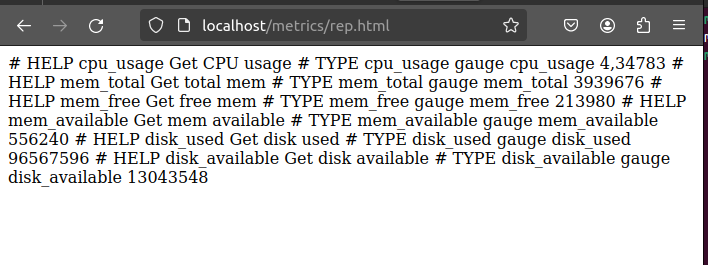 localhost/metrics/rep.html
# HELP cpu_usage Get CPU usage # TYPE cpu_usage gauge cpu_usage 4,34783 #
HELP mem_total Get total mem # TYPE mem_total gauge mem_total 3939676 #
HELP mem_free Get free mem # TYPE mem_free gauge mem_free 213980 # HELP
mem_available Get mem available # TYPE mem_available gauge mem_available
556240 # HELP disk_used Get disk used # TYPE disk_used gauge disk_used
96567596 # HELP disk_available Get disk available # TYPE disk_available gauge
disk_available 13043548